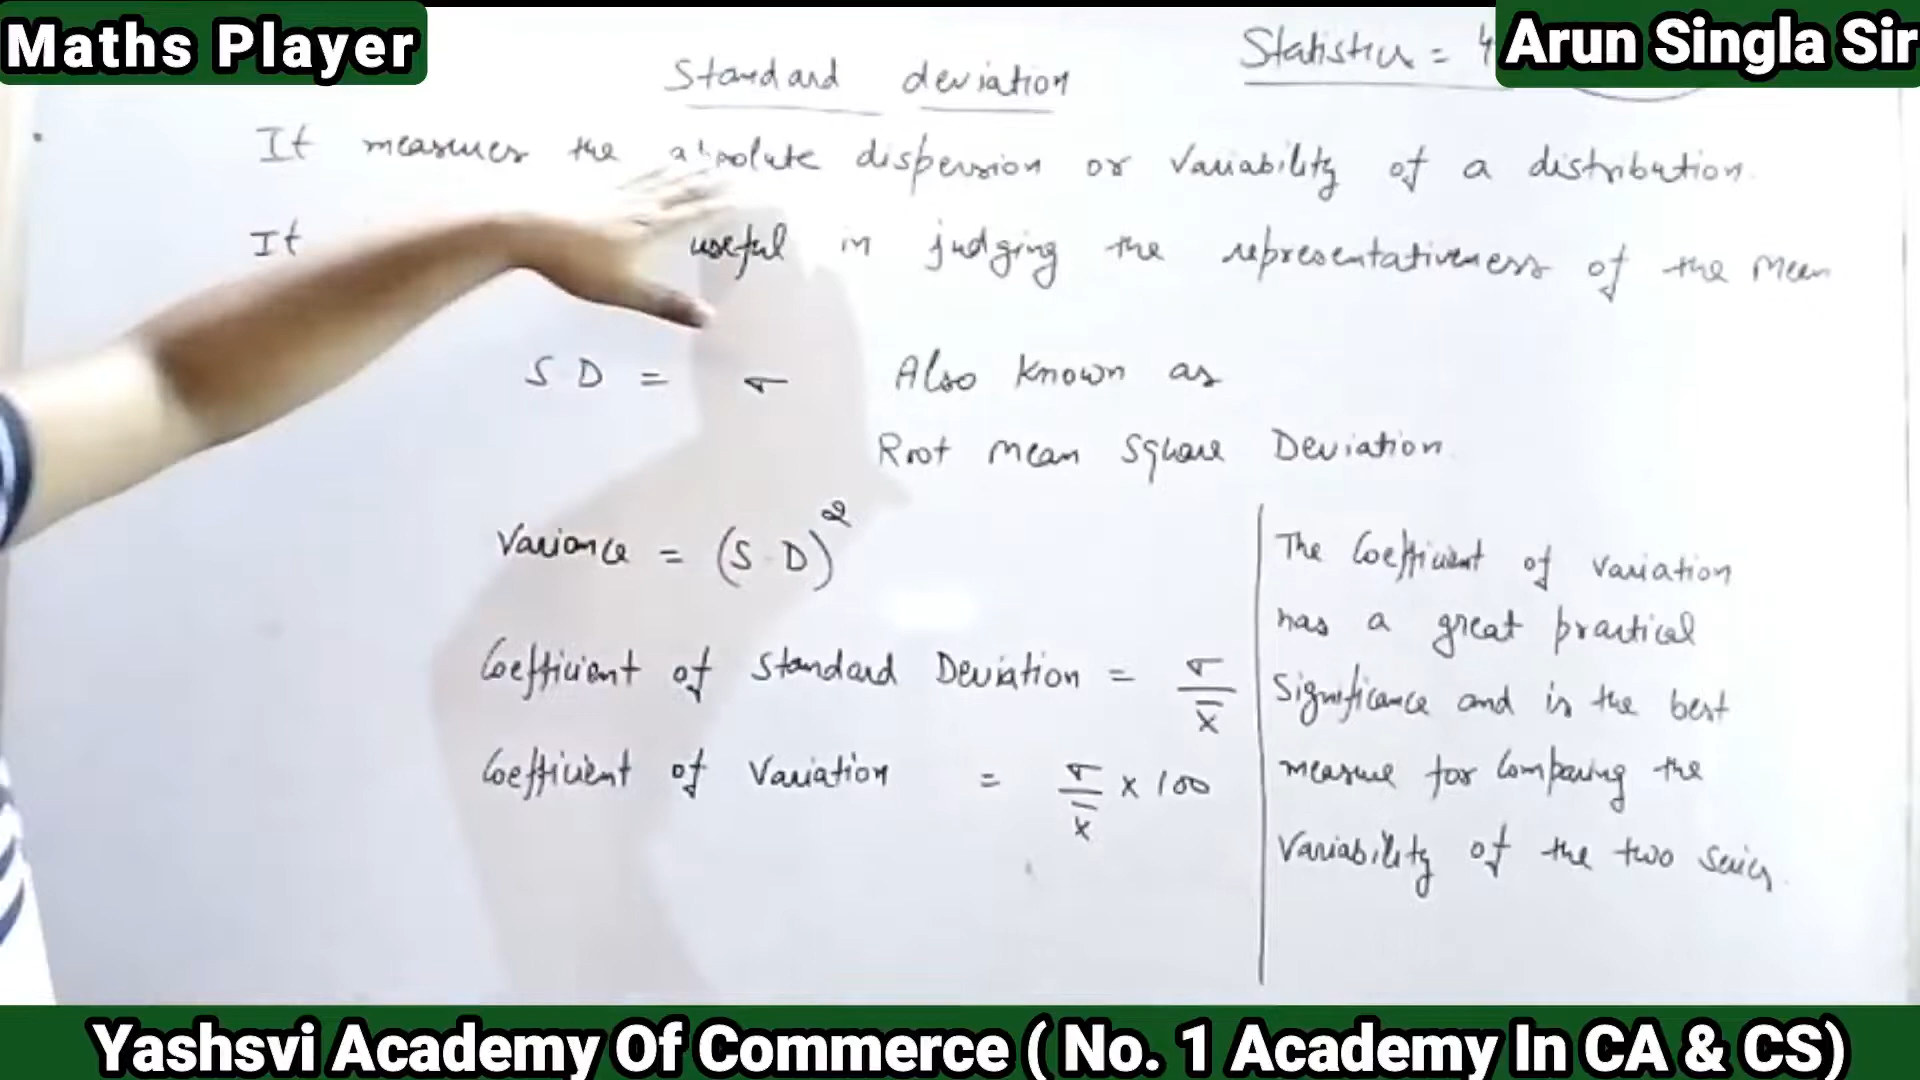 Maths Player
Arun Singla Sir
Statistics =
Standard deviation
It measures the absolute dispersion or variability of a distribution.
It useful in judging the representativeness of the Mean
S D = σ Also Known as
Root Mean Square Deviation
Variance = (S.D)²
Coefficient of Standard Deviation = σ/x̄
Coefficient of Variation = σ/x̄ × 100
The Coefficient of variation
has a great practical
Significance and is the best
measure for Comparing the
Variability of the two series.
Yashsvi Academy Of Commerce ( No. 1 Academy In CA & CS)